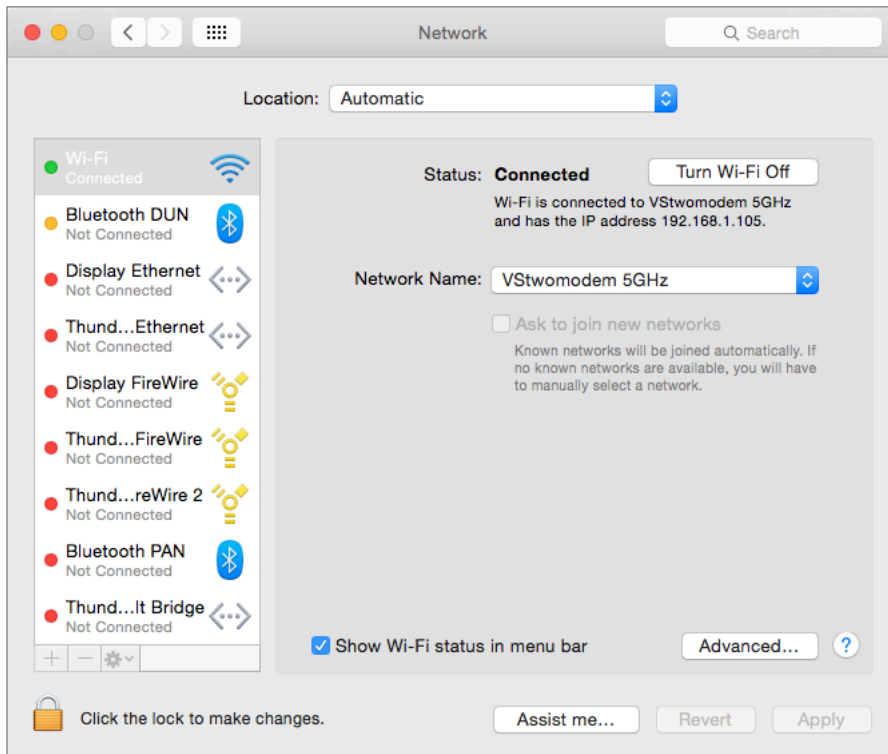 Network
Search
Location: Automatic
Wi-Fi
Connected
Bluetooth DUN
Not Connected
Display Ethernet
Not Connected
Thund...Ethernet
Not Connected
Display FireWire
Not Connected
Thund...FireWire
Not Connected
Thund...reWire 2
Not Connected
Bluetooth PAN
Not Connected
Thund...lt Bridge
Not Connected
Status: Connected Turn Wi-Fi Off
Wi-Fi is connected to VStwomodem 5GHz
and has the IP address 192.168.1.105.
Network Name: VStwomodem 5GHz
Ask to join new networks
Known networks will be joined automatically. If
no known networks are available, you will have
to manually select a network.
Show Wi-Fi status in menu bar Advanced... ?
Click the lock to make changes. Assist me... Revert Apply